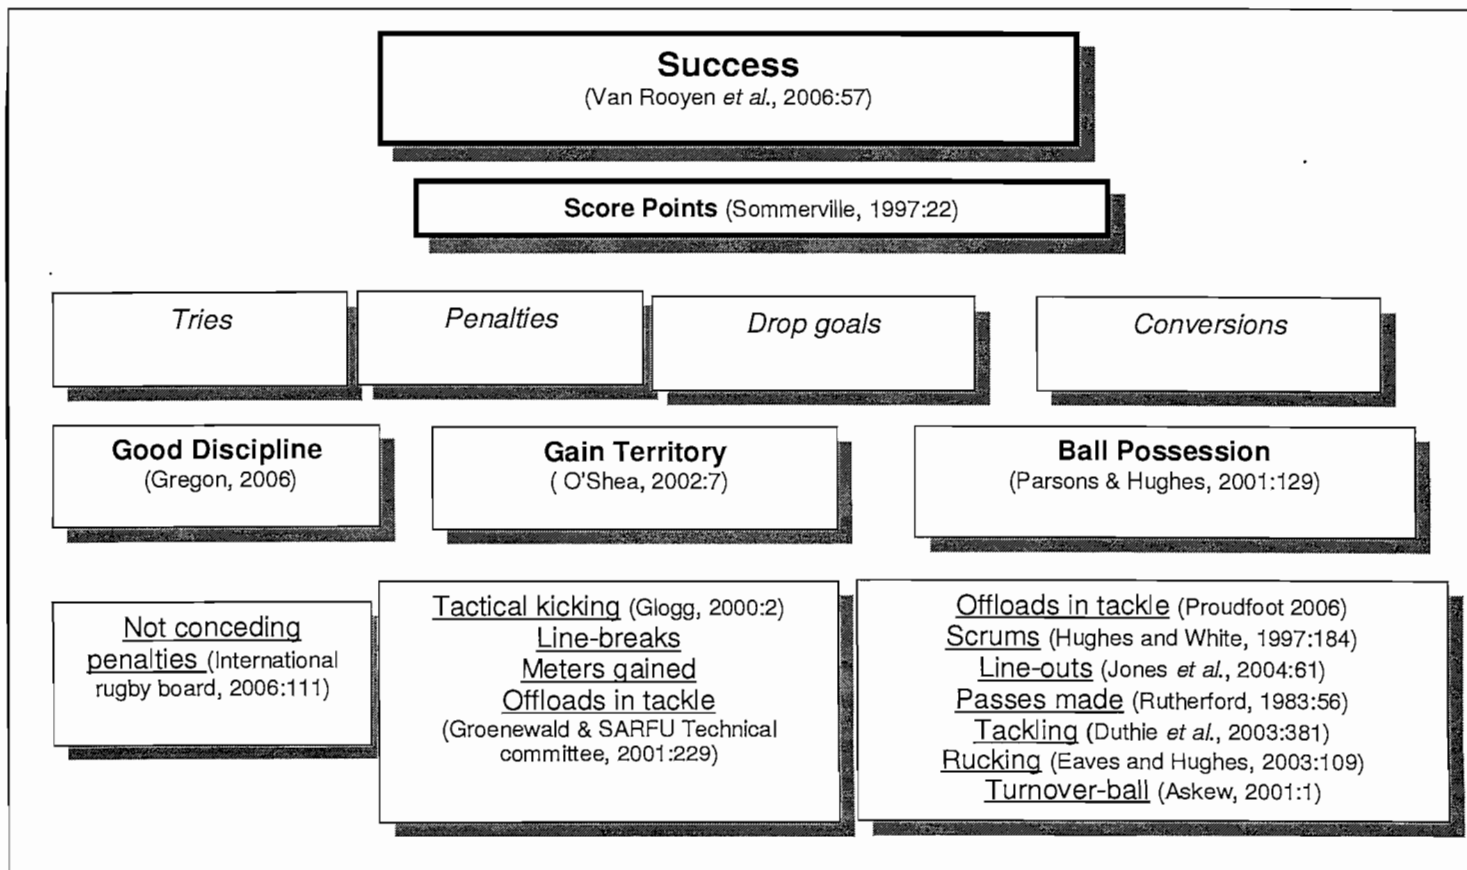 Success
(Van Rooyen et al., 2006:57)
Score Points (Sommerville, 1997:22)
Tries
Penalties
Drop goals
Conversions
Good Discipline
(Gregon, 2006)
Gain Territory
( O'Shea, 2002:7)
Ball Possession
(Parsons & Hughes, 2001:129)
Not conceding
penalties (International
rugby board, 2006:111)
Tactical kicking (Glogg, 2000:2)
Line-breaks
Meters gained
Offloads in tackle
(Groenewald & SARFU Technical
committee, 2001:229)
Offloads in tackle (Proudfoot 2006)
Scrums (Hughes and White, 1997:184)
Line-outs (Jones et al., 2004:61)
Passes made (Rutherford, 1983:56)
Tackling (Duthie et al., 2003:381)
Rucking (Eaves and Hughes, 2003:109)
Turnover-ball (Askew, 2001:1)